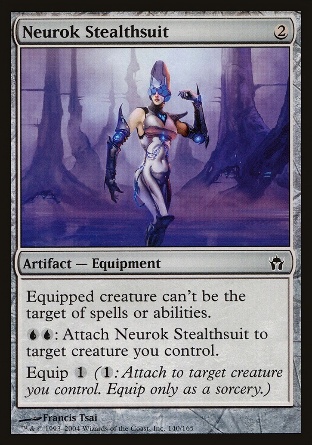 Neurok Stealthsuit 2
Artifact — Equipment
Equipped creature can't be the
target of spells or abilities.
: Attach Neurok Stealthsuit to
target creature you control.
Equip 1 (1: Attach to target creature
you control. Equip only as a sorcery.)
Francis Tsai
™ & © 1993-2004 Wizards of the Coast, Inc. 140/165